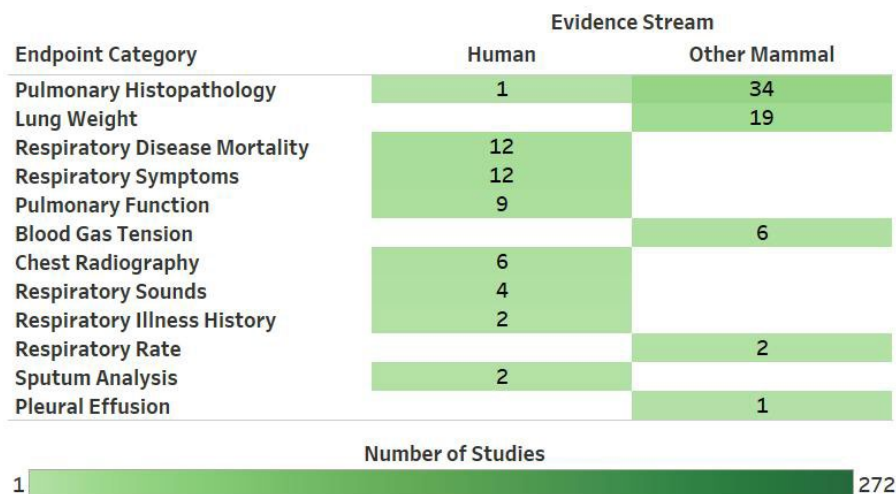 Evidence Stream
Endpoint Category Human Other Mammal
Pulmonary Histopathology 1 34
Lung Weight 19
Respiratory Disease Mortality 12
Respiratory Symptoms 12
Pulmonary Function 9
Blood Gas Tension 6
Chest Radiography 6
Respiratory Sounds 4
Respiratory Illness History 2
Respiratory Rate 2
Sputum Analysis 2
Pleural Effusion 1
Number of Studies
1 272